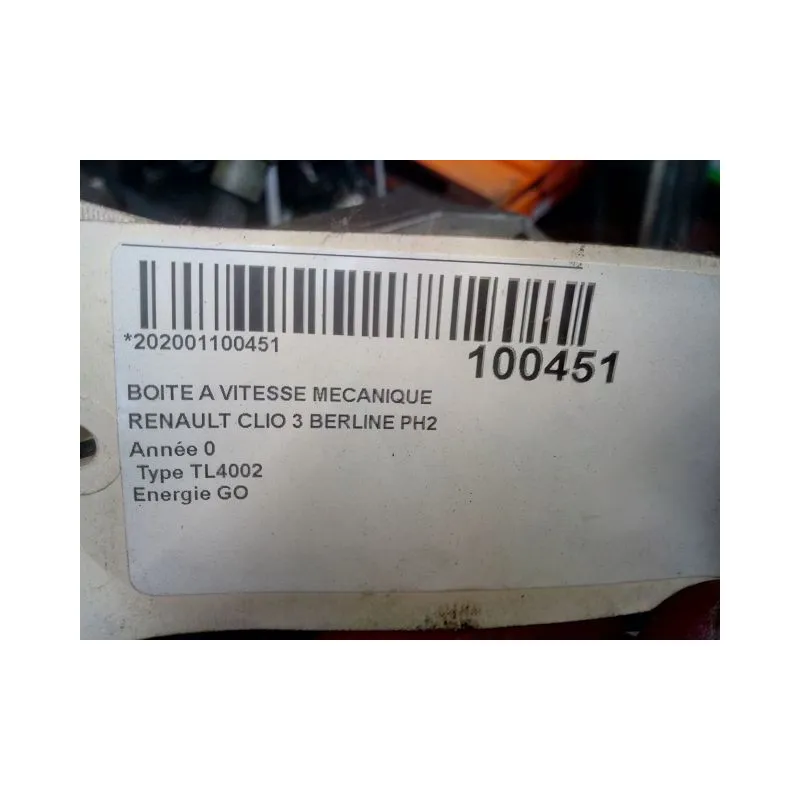 *202001100451
100451
BOITE A VITESSE MECANIQUE
RENAULT CLIO 3 BERLINE PH2
Année 0
Type TL4002
Energie GO